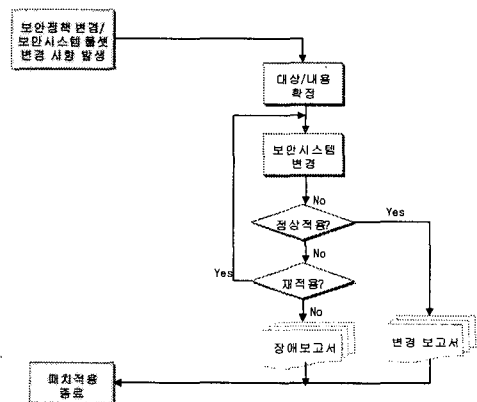 보안정책 변경/
보안시스템 룰셋
변경 사항 발생
대상/내용
확정
보안시스템
변경
No
정상적용?
Yes
No
재적용?
Yes
No
장애보고서
변경 보고서
패치적용
종료